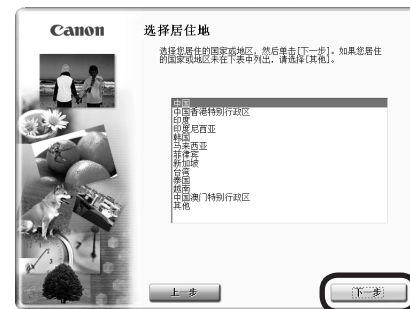 Canon
选择居住地
选择您居住的国家或地区，然后单击[下一步]。如果您居住
的国家或地区未在下表中列出，请选择[其他]。
中国
中国香港特别行政区
印度
印度尼西亚
韩国
马来西亚
菲律宾
新加坡
台湾
泰国
越南
中国澳门特别行政区
其他
上一步
下一步